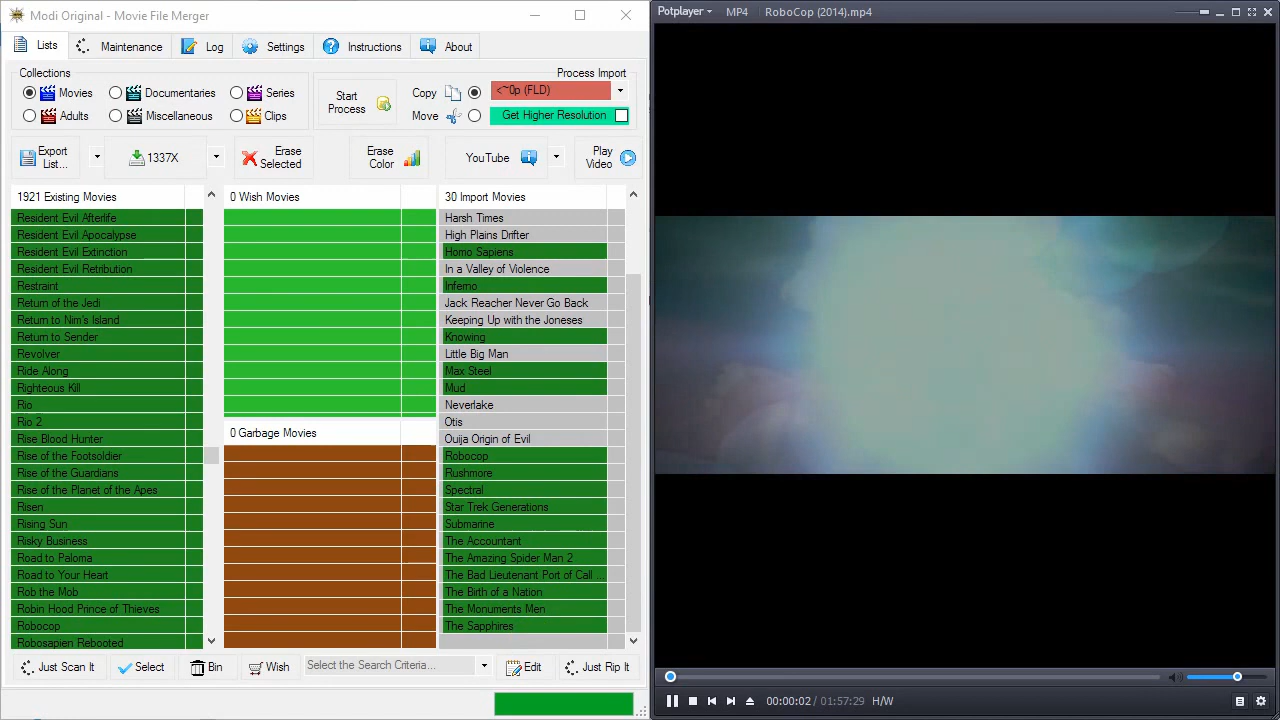 Modi Original - Movie File Merger
Lists
Maintenance
Log
Settings
Instructions
About
Collections
Movies
Documentaries
Series
Adults
Miscellaneous
Clips
Process Import
Start Process
Copy
<~0p (FLD)
Move
Get Higher Resolution
Export List...
1337X
Erase Selected
Erase Color
YouTube
Play Video
1921 Existing Movies
Resident Evil Afterlife
Resident Evil Apocalypse
Resident Evil Extinction
Resident Evil Retribution
Restraint
Return of the Jedi
Return to Nim's Island
Return to Sender
Revolver
Ride Along
Righteous Kill
Rio
Rio 2
Rise Blood Hunter
Rise of the Footsoldier
Rise of the Guardians
Rise of the Planet of the Apes
Risen
Rising Sun
Risky Business
Road to Paloma
Road to Your Heart
Rob the Mob
Robin Hood Prince of Thieves
Robocop
Robosapien Rebooted
0 Wish Movies
0 Garbage Movies
30 Import Movies
Harsh Times
High Plains Drifter
Homo Sapiens
In a Valley of Violence
Inferno
Jack Reacher Never Go Back
Keeping Up with the Joneses
Knowing
Little Big Man
Max Steel
Mud
Neverlake
Otis
Ouija Origin of Evil
Robocop
Rushmore
Spectral
Star Trek Generations
Submarine
The Accountant
The Amazing Spider Man 2
The Bad Lieutenant Port of Call ...
The Birth of a Nation
The Monuments Men
The Sapphires
Just Scan It
Select
Bin
Wish
Select the Search Criteria...
Edit
Just Rip It
Potplayer
MP4
RoboCop (2014).mp4
00:00:02 / 01:57:29
H/W